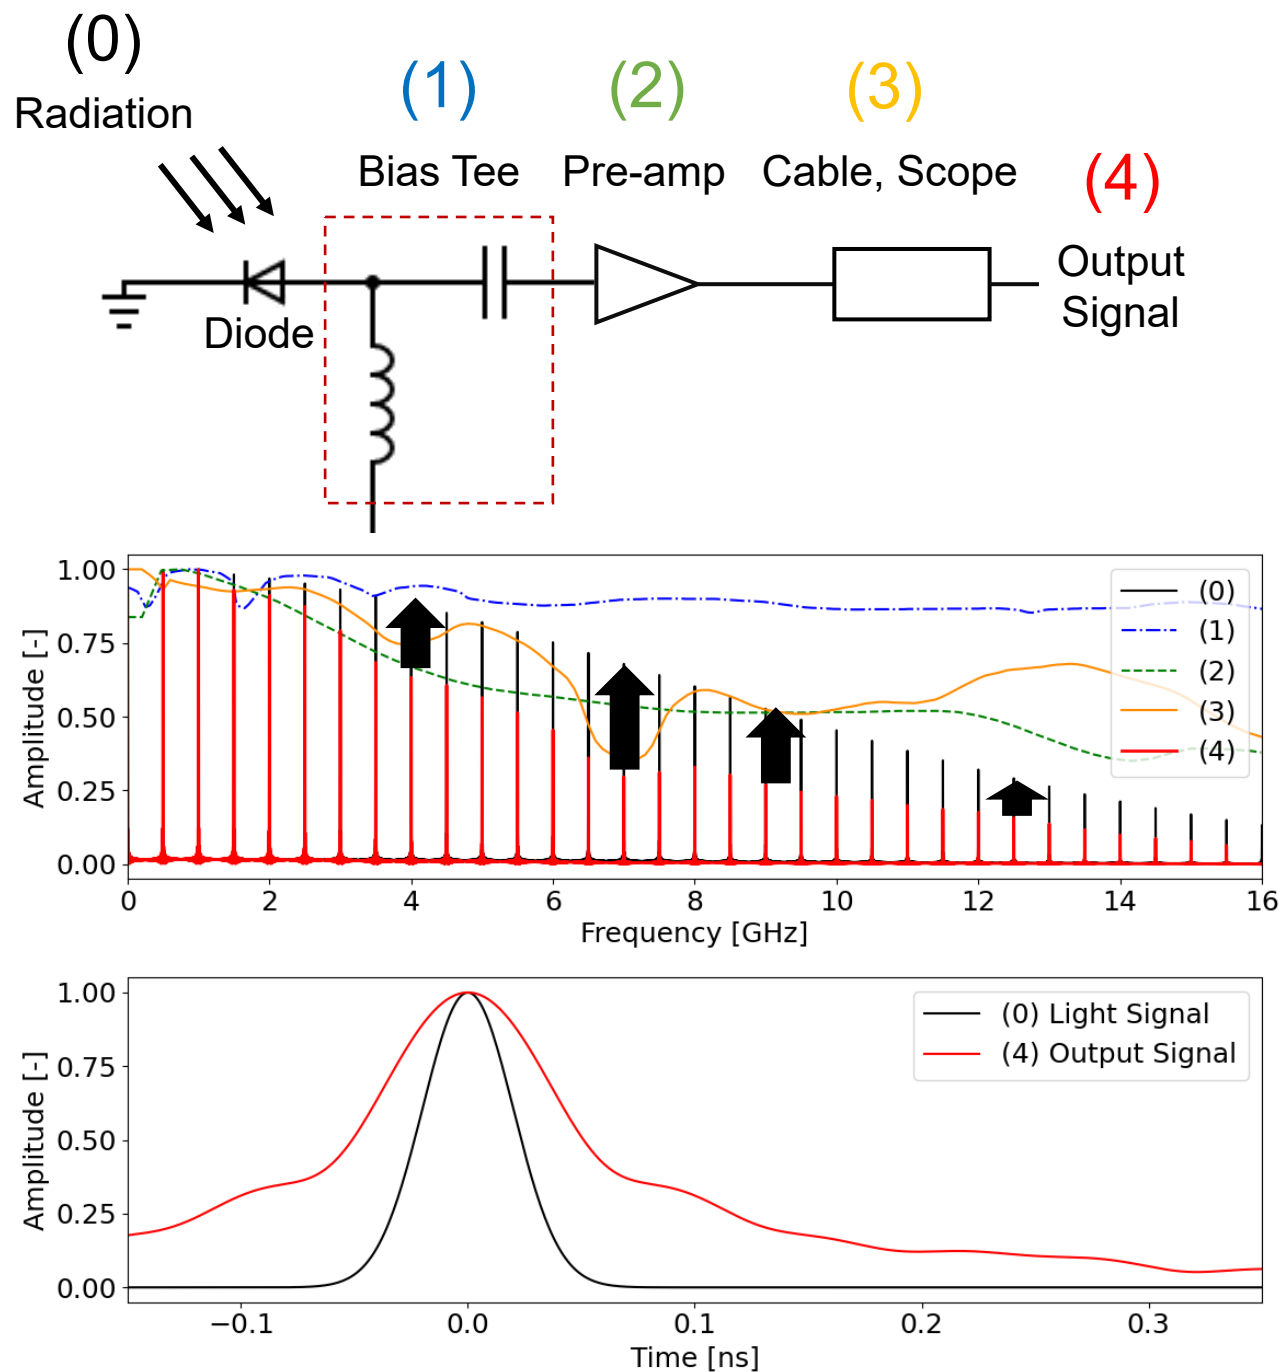 (0)
(1)
(2)
(3)
Radiation
Bias Tee
Pre-amp
Cable, Scope
(4)
Output
Signal
Diode
1.00
0.75
0.50
0.25
0.00
Amplitude [-]
(0)
(1)
(2)
(3)
(4)
0 2 4 6 8 10 12 14 16
Frequency [GHz]
1.00
0.75
0.50
0.25
0.00
Amplitude [-]
(0) Light Signal
(4) Output Signal
−0.1 0.0 0.1 0.2 0.3
Time [ns]